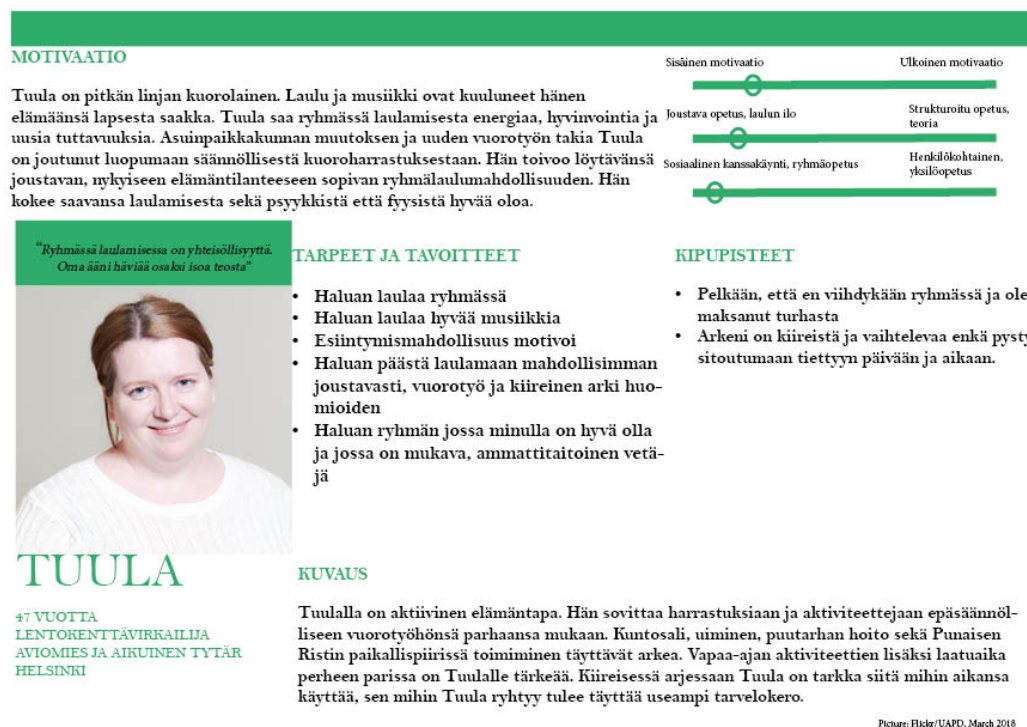 MOTIVAATIO
Tuula on pitkän linjan kuorolainen. Laulu ja musiikki ovat kuuluneet hänen
elämäänsä lapsesta saakka. Tuula saa ryhmässä laulamisesta energiaa, hyvinvointia ja
uusia tuttavuuksia. Asuinpaikkakunnan muutoksen ja uuden vuorotyön takia Tuula
on joutunut luopumaan säännöllisestä kuoroharrastuksestaan. Hän toivoo löytävänsä
joustavan, nykyiseen elämäntilanteeseen sopivan ryhmälaulumahdollisuuden. Hän
kokee saavansa laulamisesta sekä psyykkistä että fyysistä hyvää oloa.
Sisäinen motivaatio
Ulkoinen motivaatio
Joustava opetus, laulun ilo
Strukturoitu opetus,
teoria
Sosiaalinen kanssakäynti, ryhmäopetus
Henkilökohtainen,
yksilöopetus
“Ryhmässä laulamisessa on yhteisöllisyyttä.
Oma ääni häviää osaksi isoa teosta”
TARPEET JA TAVOITTEET
• Haluan laulaa ryhmässä
• Haluan laulaa hyvää musiikkia
• Esiintymismahdollisuus motivoi
• Haluan päästä laulamaan mahdollisimman
joustavasti, vuorotyö ja kiireinen arki huo-
mioiden
• Haluan ryhmän jossa minulla on hyvä olla
ja jossa on mukava, ammattitaitoinen vetä-
jä
KIPUPISTEET
• Pelkään, että en viihdykään ryhmässä ja ole
maksanut turhasta
• Arkeni on kiireistä ja vaihtelevaa enkä pysty
sitoutumaan tiettyyn päivään ja aikaan.
TUULA
47 VUOTTA
LENTOKENTTÄVIRKAILIJA
AVIOMIES JA AIKUINEN TYTÄR
HELSINKI
KUVAUS
Tuulalla on aktiivinen elämäntapa. Hän sovittaa harrastuksiaan ja aktiviteettejaan epäsäännöl-
liseen vuorotyöhönsä parhaansa mukaan. Kuntosali, uiminen, puutarhan hoito sekä Punaisen
Ristin paikallispiirissä toimiminen täyttävät arkea. Vapaa-ajan aktiviteettien lisäksi laatuaika
perheen parissa on Tuulalle tärkeää. Kiireisessä arjessaan Tuula on tarkka siitä mihin aikansa
käyttää, sen mihin Tuula ryhtyy tulee täyttää useampi tarvelokero.
Picture: Flickr/UAPD, March 2018